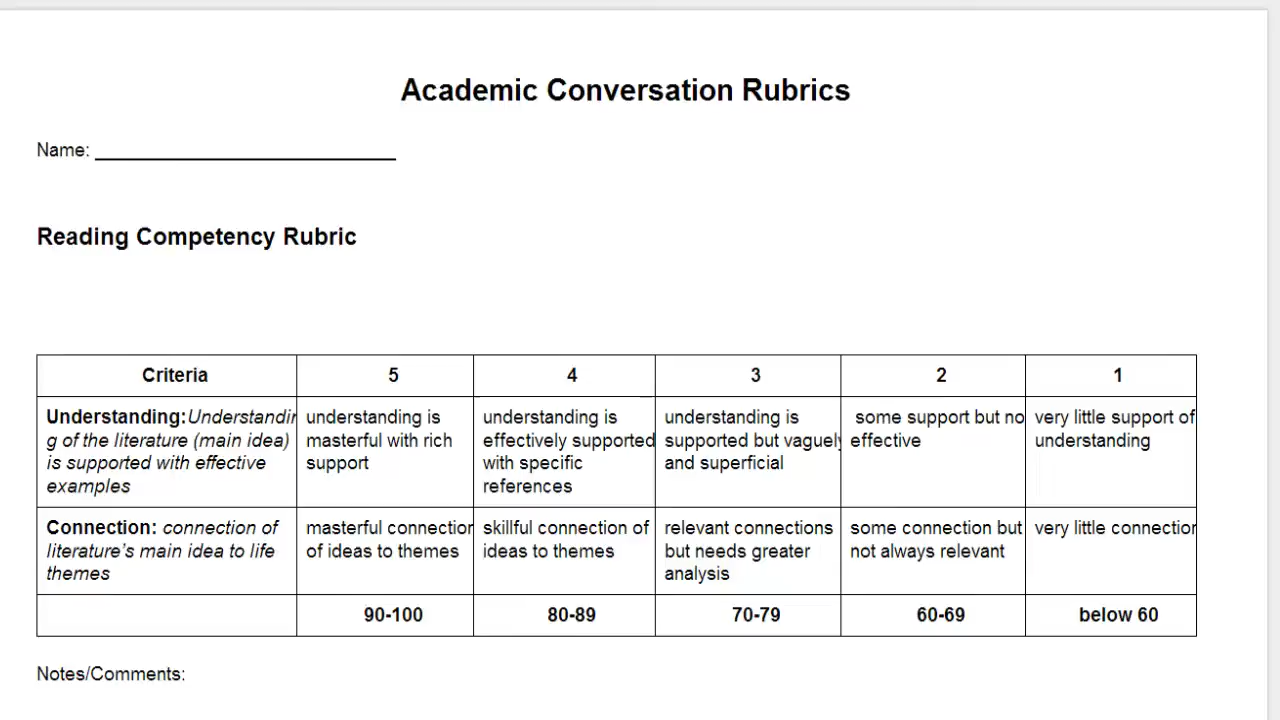 Academic Conversation Rubrics
Name:
Reading Competency Rubric
Criteria 5 4 3 2 1
Understanding:Understandin understanding is understanding is understanding is some support but no very little support of
g of the literature (main idea) masterful with rich effectively supported supported but vaguely effective understanding
is supported with effective support with specific and superficial
examples references
Connection: connection of masterful connection skillful connection of relevant connections some connection but very little connection
literature’s main idea to life of ideas to themes ideas to themes but needs greater not always relevant
themes analysis
90-100 80-89 70-79 60-69 below 60
Notes/Comments: